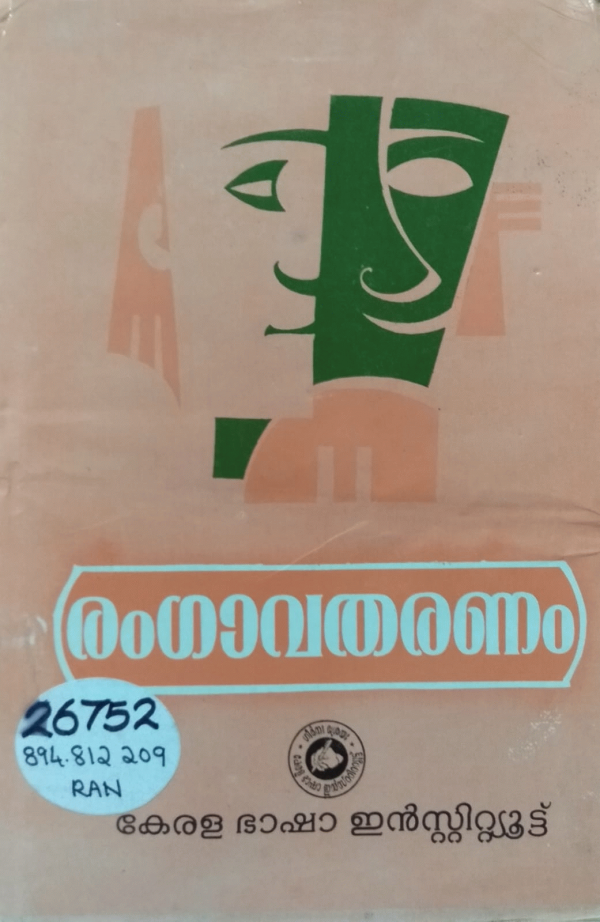 രംഗാവതരണം
26752
894.812 209
RAN
കേരള ഭാഷാ ഇൻസ്റ്റിറ്റ്യൂട്ട്